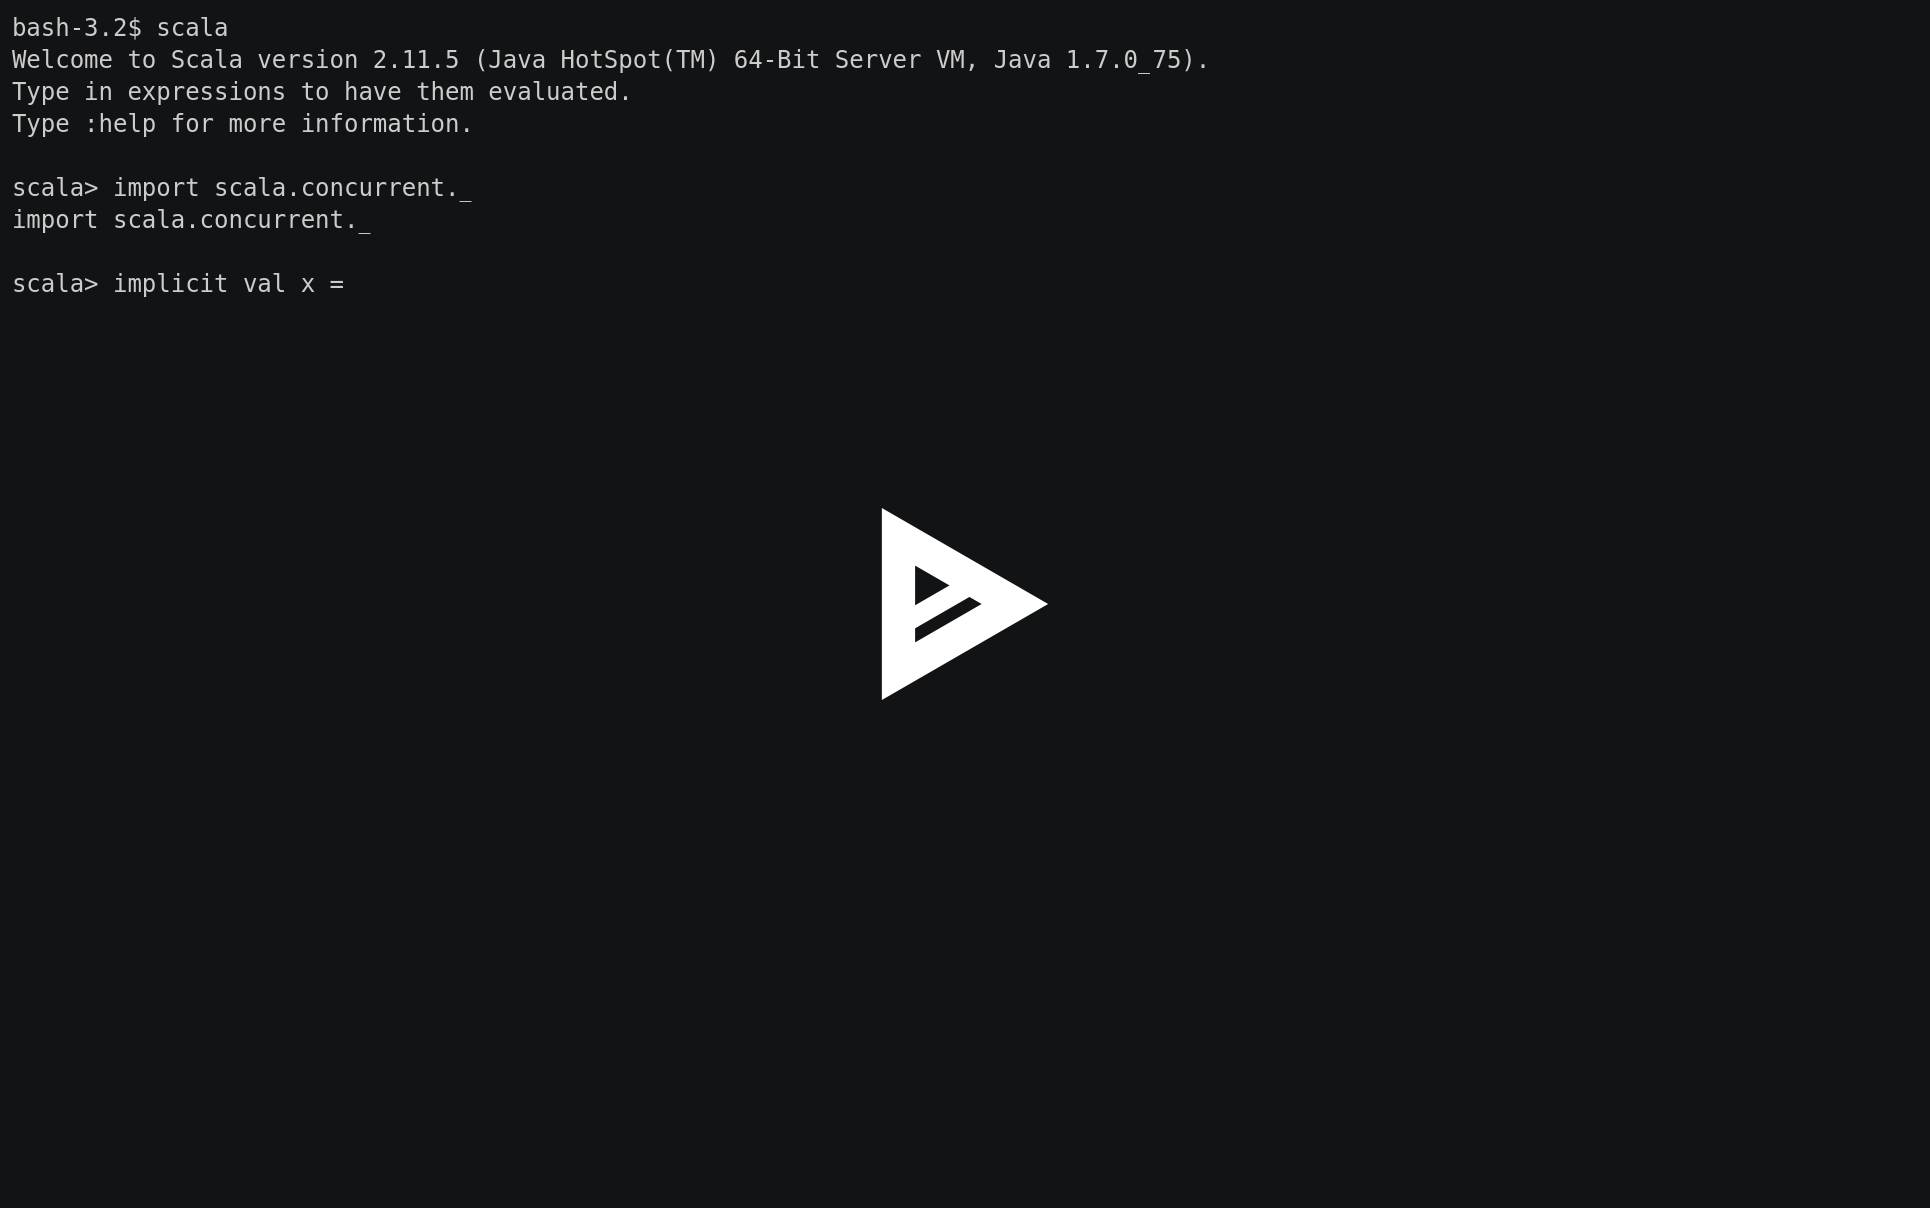 bash-3.2$ scala
Welcome to Scala version 2.11.5 (Java HotSpot(TM) 64-Bit Server VM, Java 1.7.0_75).
Type in expressions to have them evaluated.
Type :help for more information.
scala> import scala.concurrent._
import scala.concurrent._
scala> implicit val x =